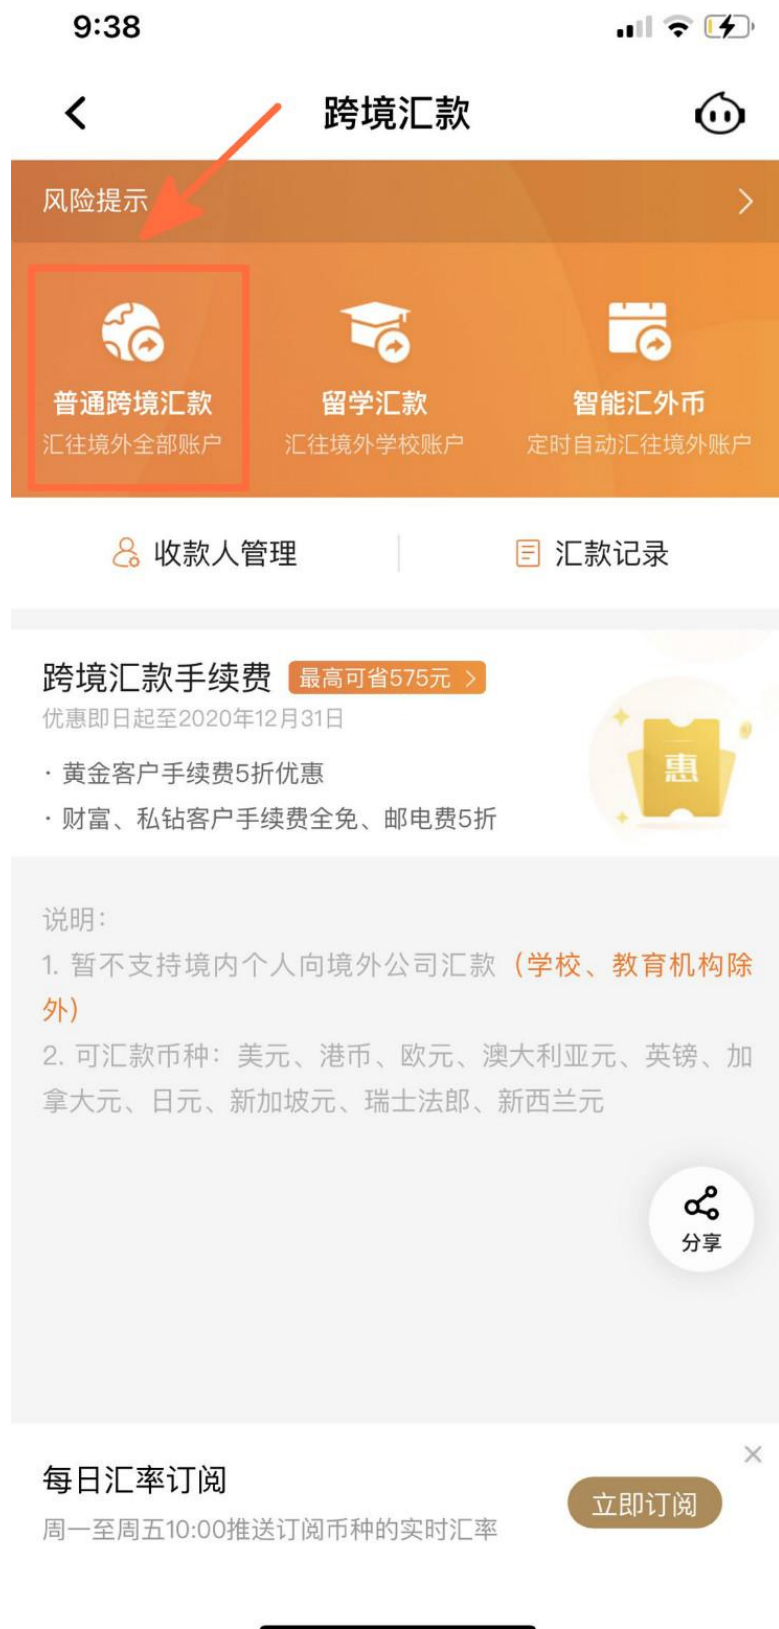 9:38
跨境汇款
风险提示
普通跨境汇款
汇往境外全部账户
留学汇款
汇往境外学校账户
智能汇外币
定时自动汇往境外账户
收款人管理
汇款记录
跨境汇款手续费 最高可省575元
优惠即日起至2020年12月31日
· 黄金客户手续费5折优惠
· 财富、私钻客户手续费全免、邮电费5折
惠
说明：
1. 暂不支持境内个人向境外公司汇款（学校、教育机构除
外）
2. 可汇款币种：美元、港币、欧元、澳大利亚元、英镑、加
拿大元、日元、新加坡元、瑞士法郎、新西兰元
分享
每日汇率订阅
周一至周五10:00推送订阅币种的实时汇率
立即订阅